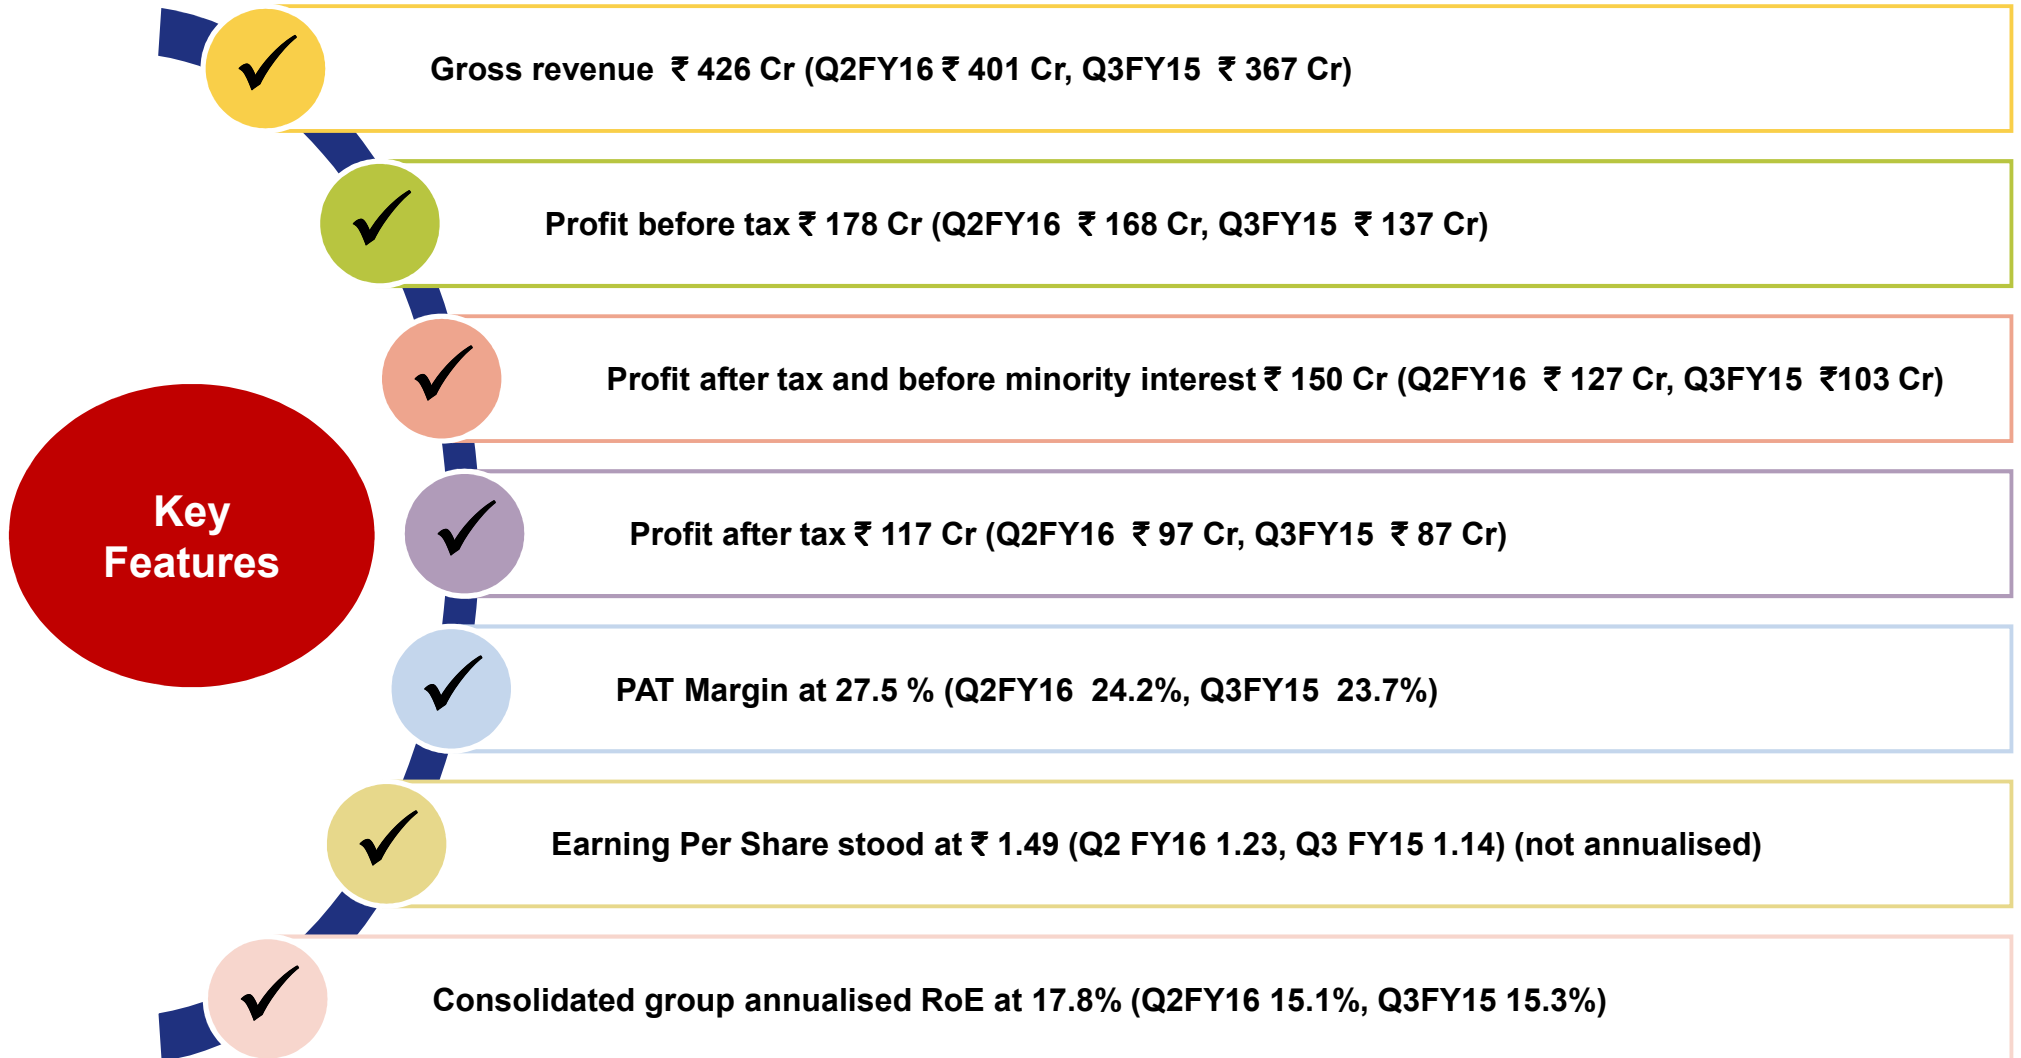 Gross revenue ₹ 426 Cr (Q2FY16 ₹ 401 Cr, Q3FY15 ₹ 367 Cr)
Profit before tax ₹ 178 Cr (Q2FY16 ₹ 168 Cr, Q3FY15 ₹ 137 Cr)
Profit after tax and before minority interest ₹ 150 Cr (Q2FY16 ₹ 127 Cr, Q3FY15 ₹103 Cr)
Key
Features
Profit after tax ₹ 117 Cr (Q2FY16 ₹ 97 Cr, Q3FY15 ₹ 87 Cr)
PAT Margin at 27.5 % (Q2FY16 24.2%, Q3FY15 23.7%)
Earning Per Share stood at ₹ 1.49 (Q2 FY16 1.23, Q3 FY15 1.14) (not annualised)
Consolidated group annualised RoE at 17.8% (Q2FY16 15.1%, Q3FY15 15.3%)